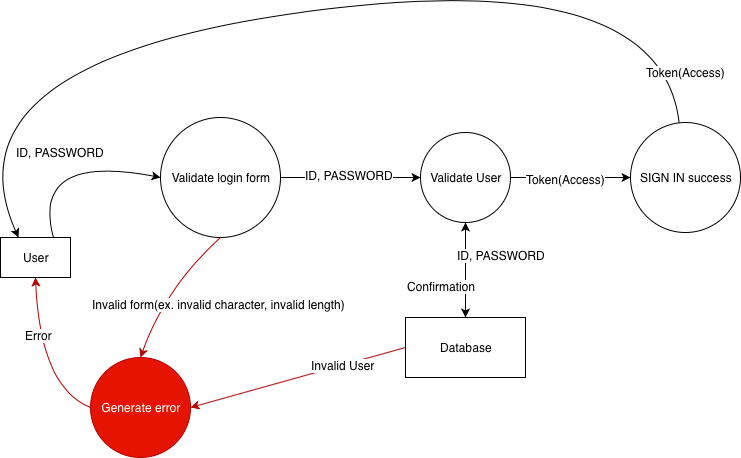 Token(Access)
ID, PASSWORD
Validate login form
ID, PASSWORD
Validate User
Token(Access)
SIGN IN success
User
ID, PASSWORD
Confirmation
Invalid form(ex. invalid character, invalid length)
Error
Database
Invalid User
Generate error